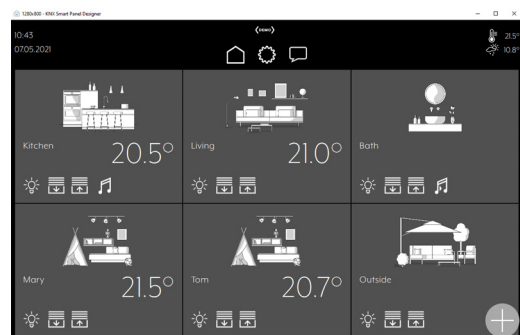 1280x800 - KNX Smart Panel Designer
10:43
07.05.2021
(DEMO)
21.5°
10.8°
Kitchen
20.5°
Living
21.0°
Bath
Mary
21.5°
Tom
20.7°
Outside